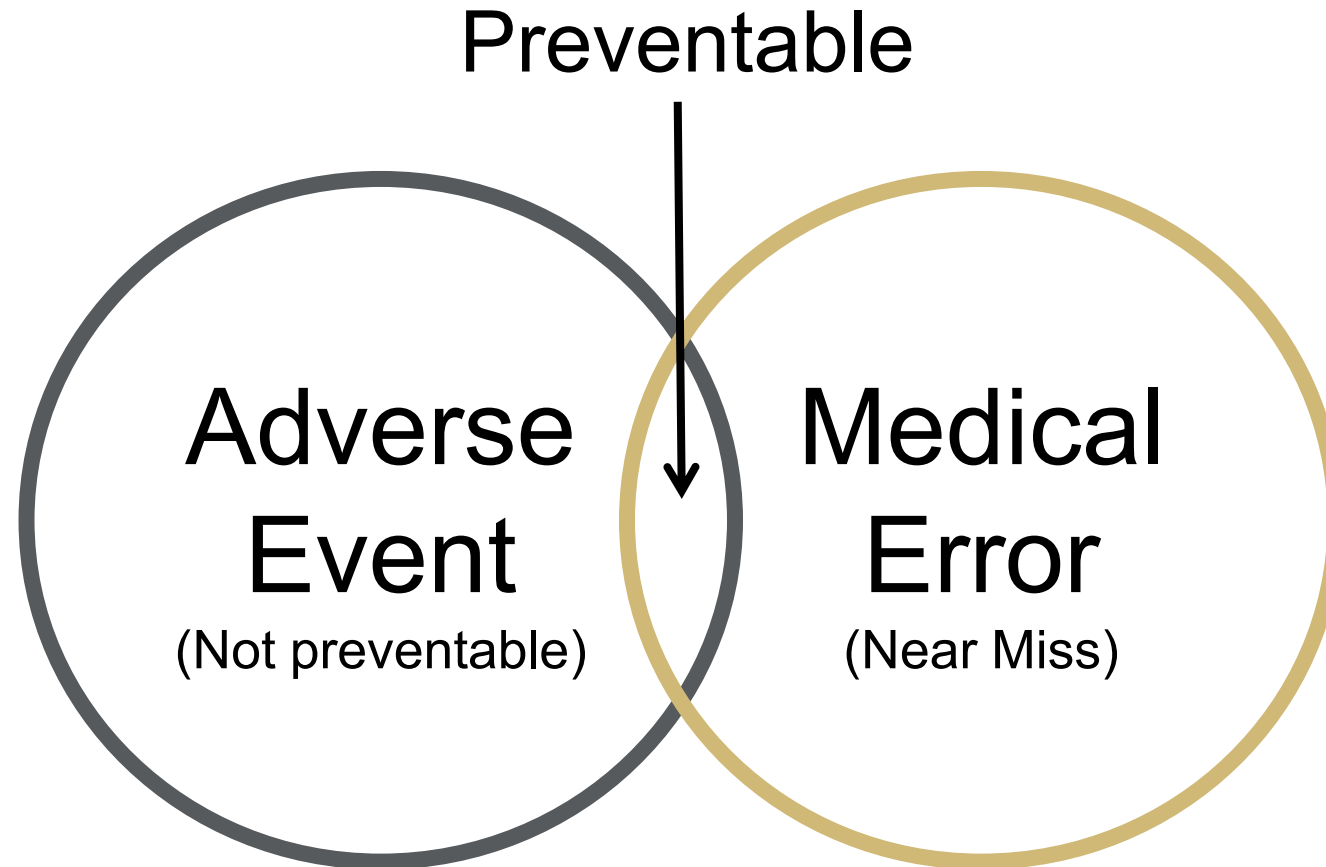 Preventable
Adverse
Event
(Not preventable)
Medical
Error
(Near Miss)